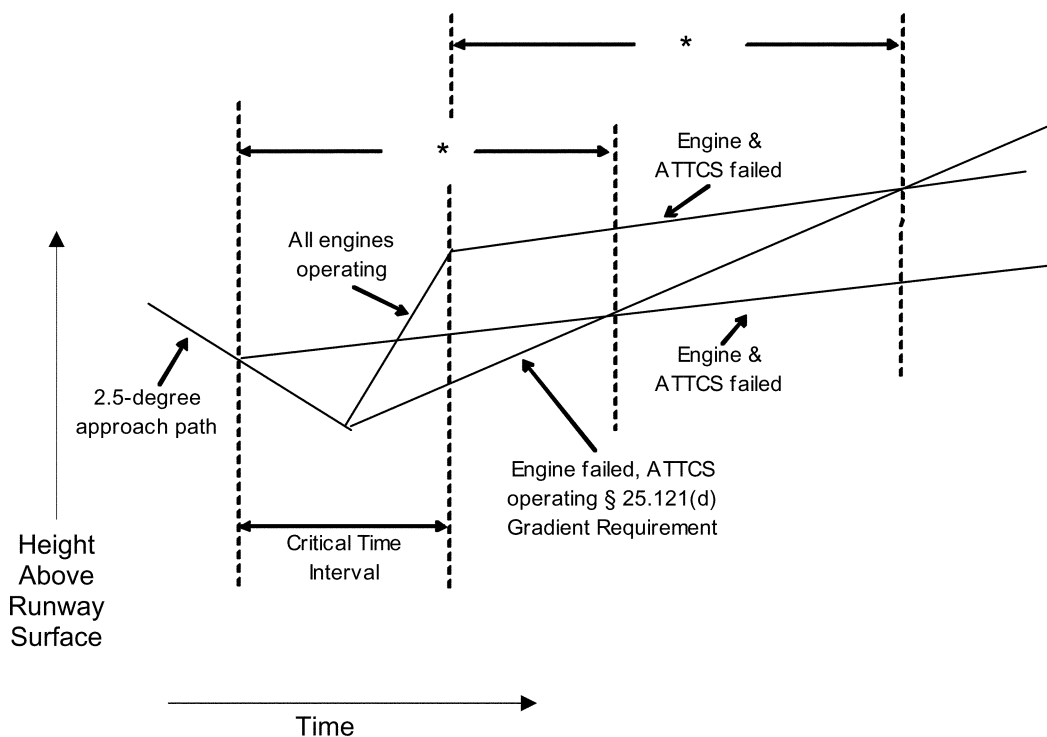 *
*
Engine &
ATTCS failed
All engines
operating
2.5-degree
approach path
Engine &
ATTCS failed
Engine failed, ATTCS
operating § 25.121(d)
Gradient Requirement
Critical Time
Interval
Height
Above
Runway
Surface
Time